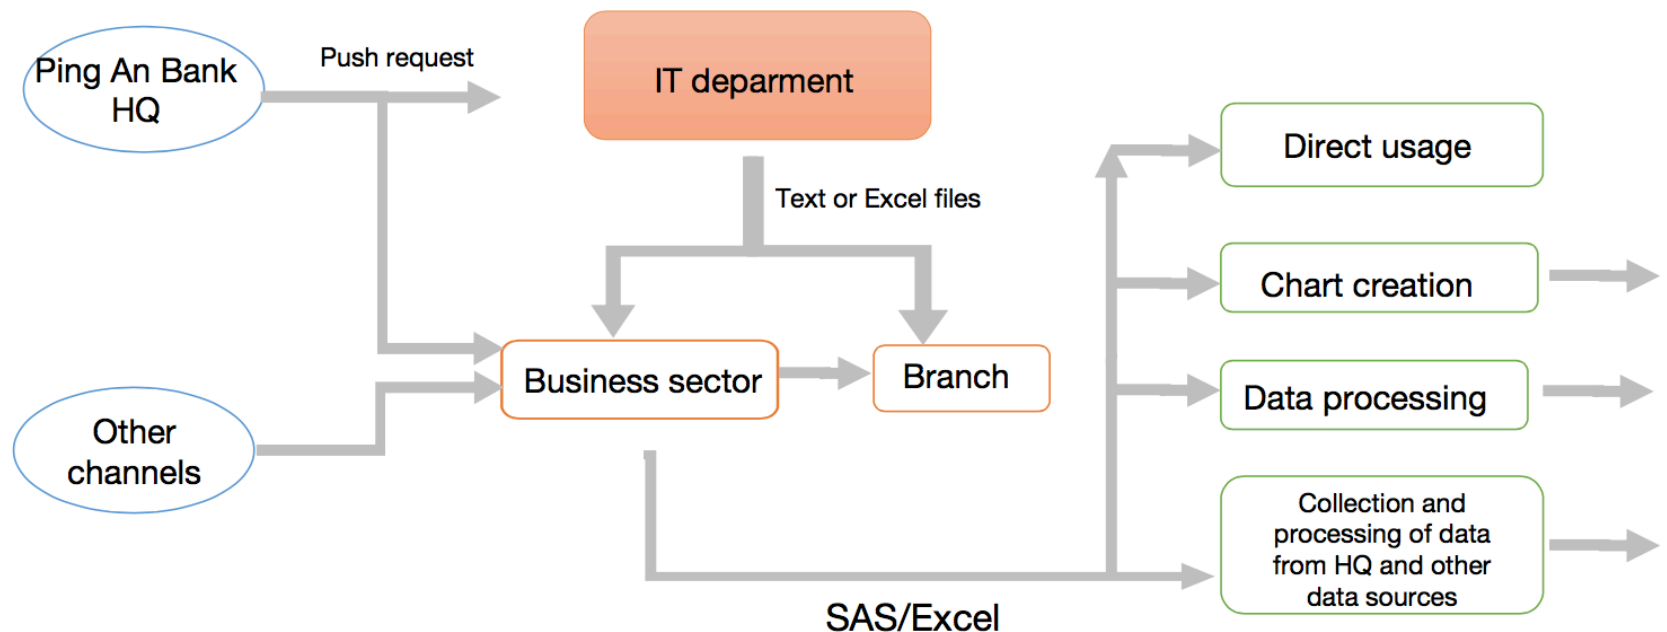 Ping An Bank
HQ
Push request
IT deparment
Text or Excel files
Direct usage
Chart creation
Business sector
Branch
Data processing
Other
channels
Collection and
processing of data
from HQ and other
data sources
SAS/Excel